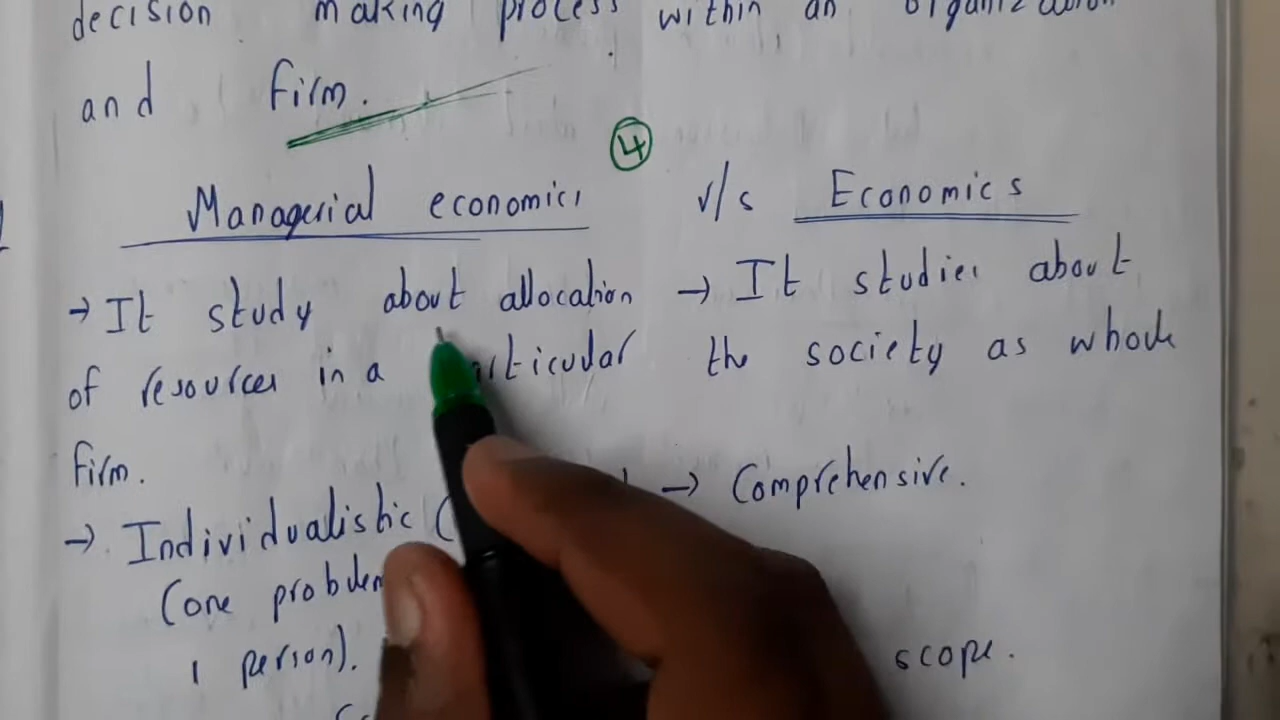 decision making process within an organization
and firm.
4
Managerial economics v/s Economics
→ It study about allocation → It studies about
of resources in a particular the society as whole
firm.
→ Individualistic ( → Comprehensive.
(one problem
1 person). scope.